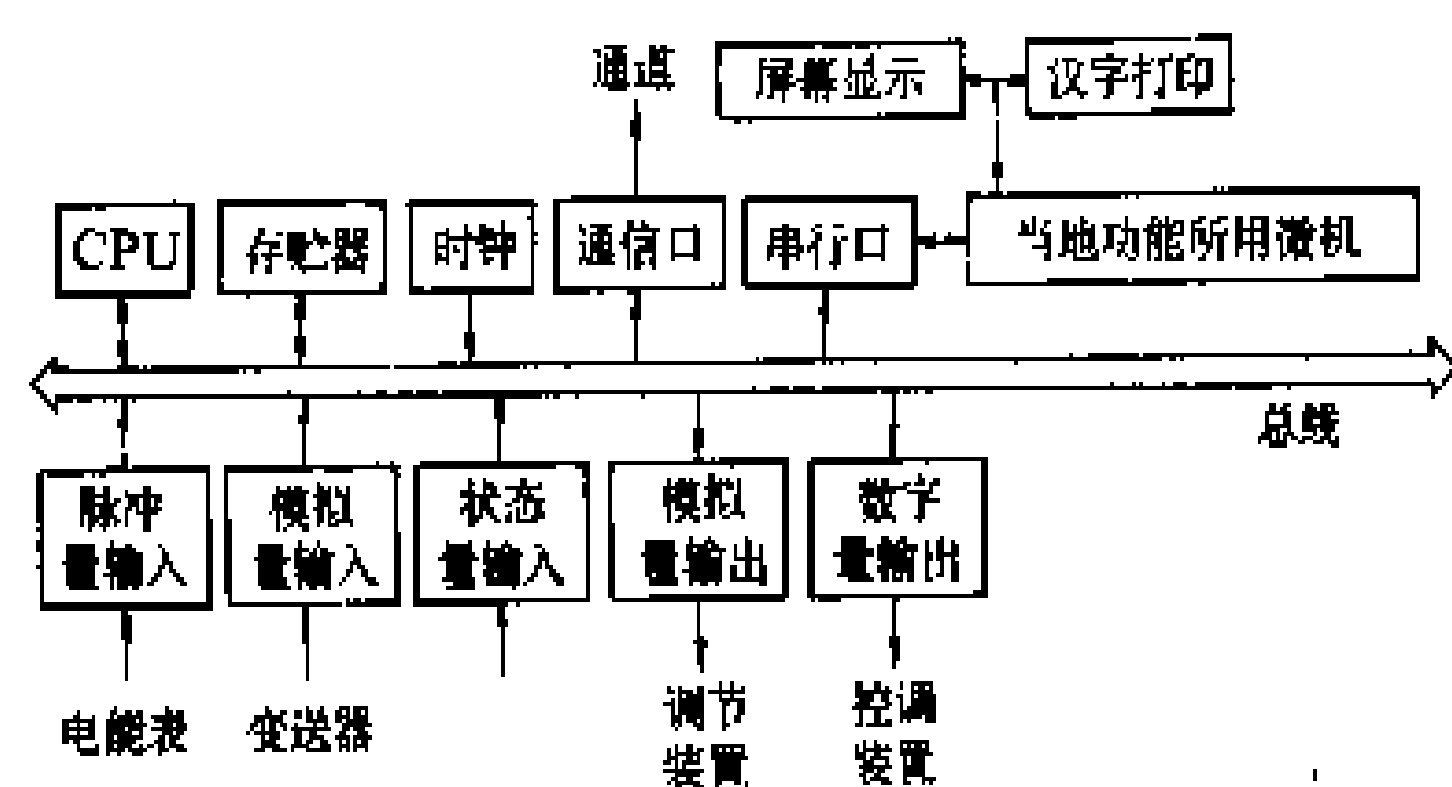 通道
屏幕显示
汉字打印
CPU
存贮器
时钟
通信口
串行口
当地功能所用微机
总线
脉冲
量输入
模拟
量输入
状态
量输入
模拟
量输出
数字
量输出
电能表
变送器
调节
装置
控调
装置